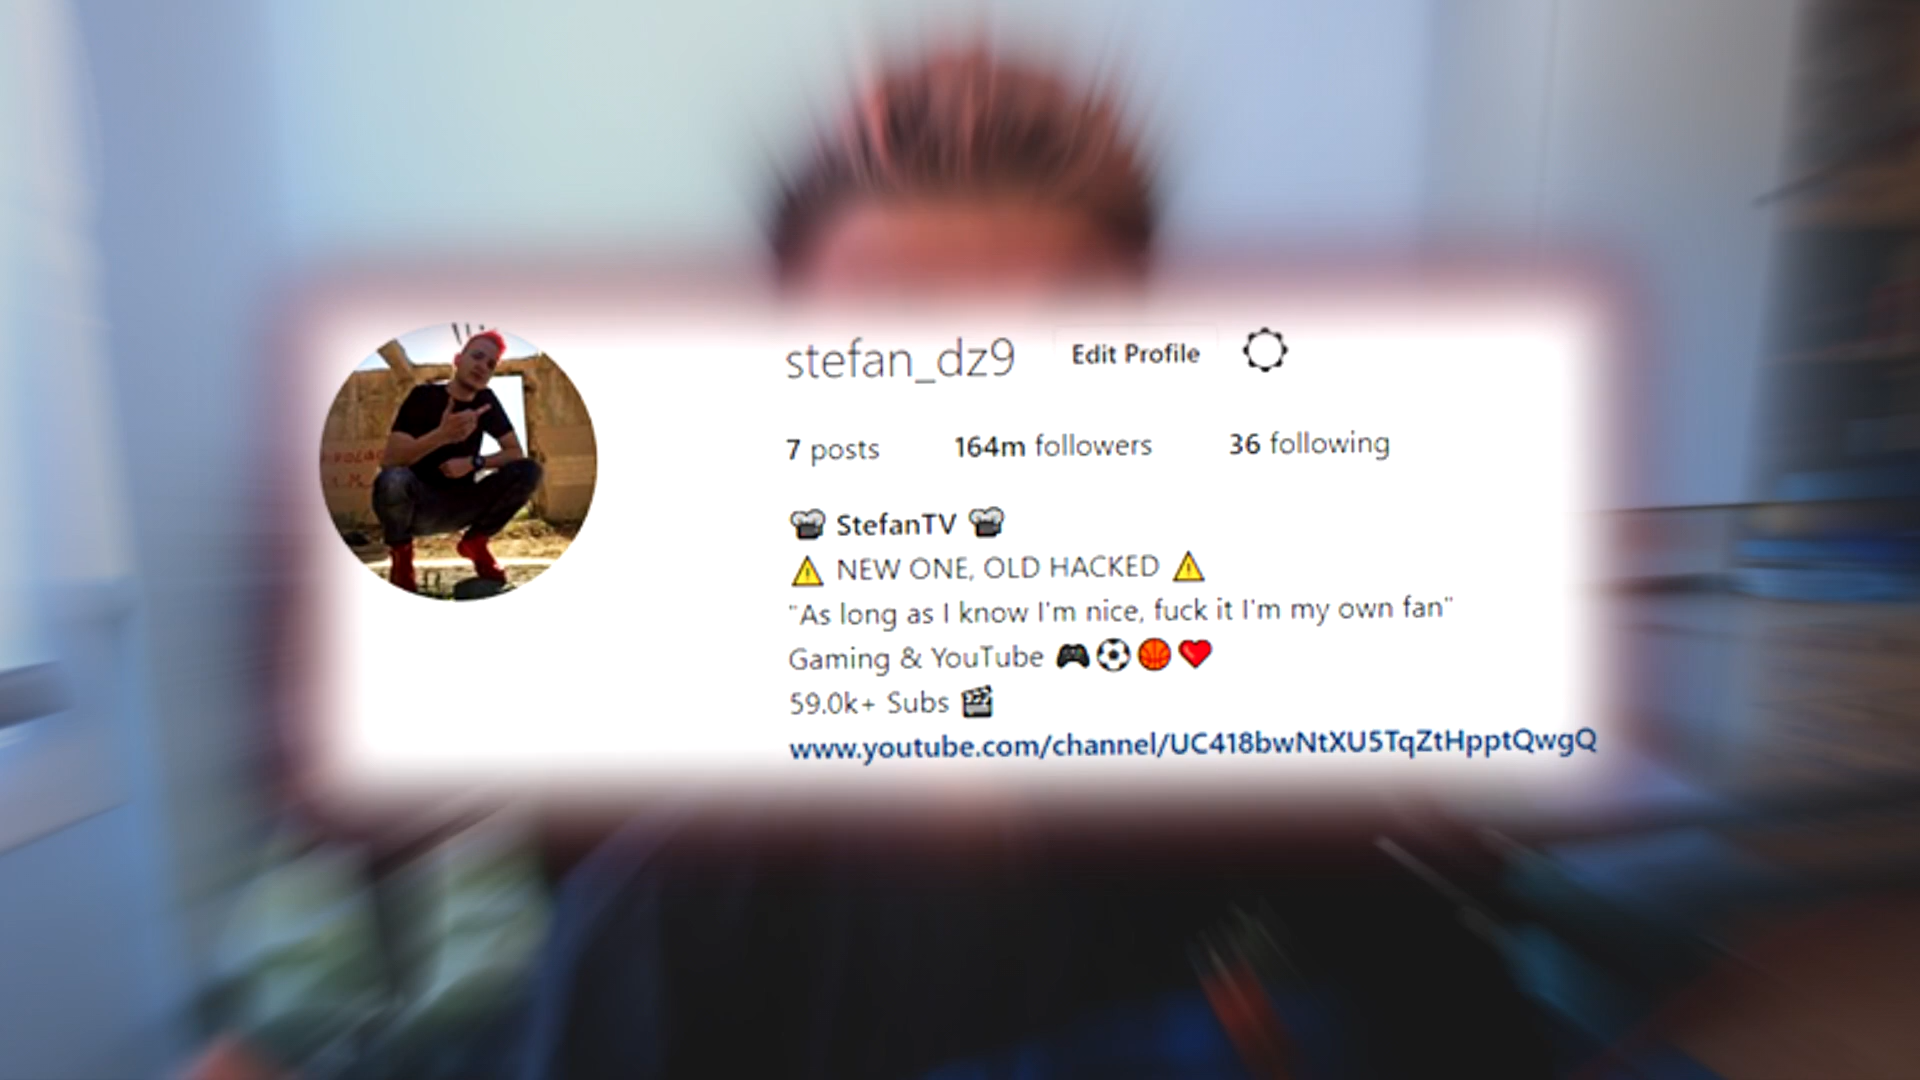 stefan_dz9 Edit Profile
7 posts 164m followers 36 following
StefanTV
NEW ONE, OLD HACKED
"As long as I know I'm nice, fuck it I'm my own fan"
Gaming & YouTube
59.0k+ Subs
www.youtube.com/channel/UC418bwNtXU5TqZtHpptQwgQ